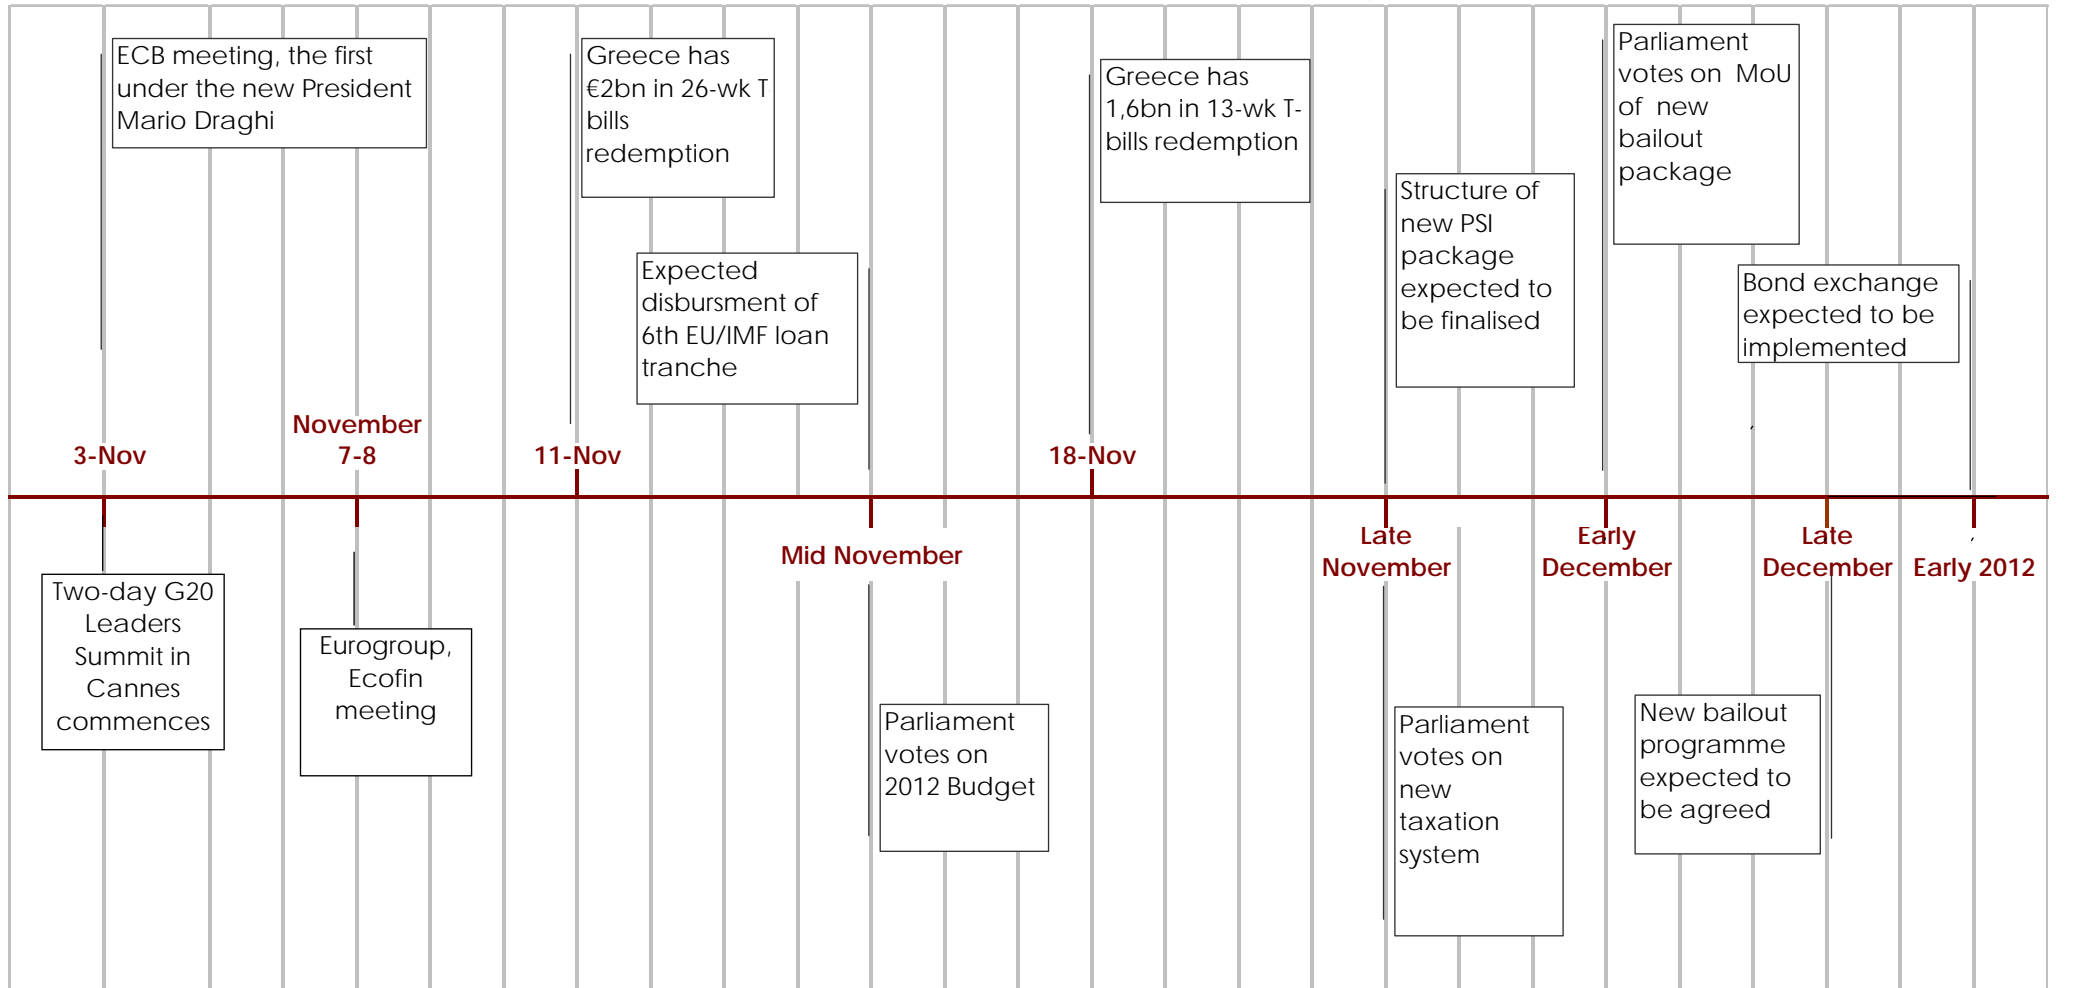 ECB meeting, the first
under the new President
Mario Draghi
Greece has
€2bn in 26-wk T
bills
redemption
Greece has
1,6bn in 13-wk T-
bills redemption
Parliament
votes on MoU
of new
bailout
package
Structure of
new PSI
package
expected to
be finalised
Expected
disbursment of
6th EU/IMF loan
tranche
Bond exchange
expected to be
implemented
3-Nov
November
7-8
11-Nov
18-Nov
Mid November
Late
November
Early
December
Late
December
Early 2012
Two-day G20
Leaders
Summit in
Cannes
commences
Eurogroup,
Ecofin
meeting
Parliament
votes on
2012 Budget
Parliament
votes on
new
taxation
system
New bailout
programme
expected to
be agreed